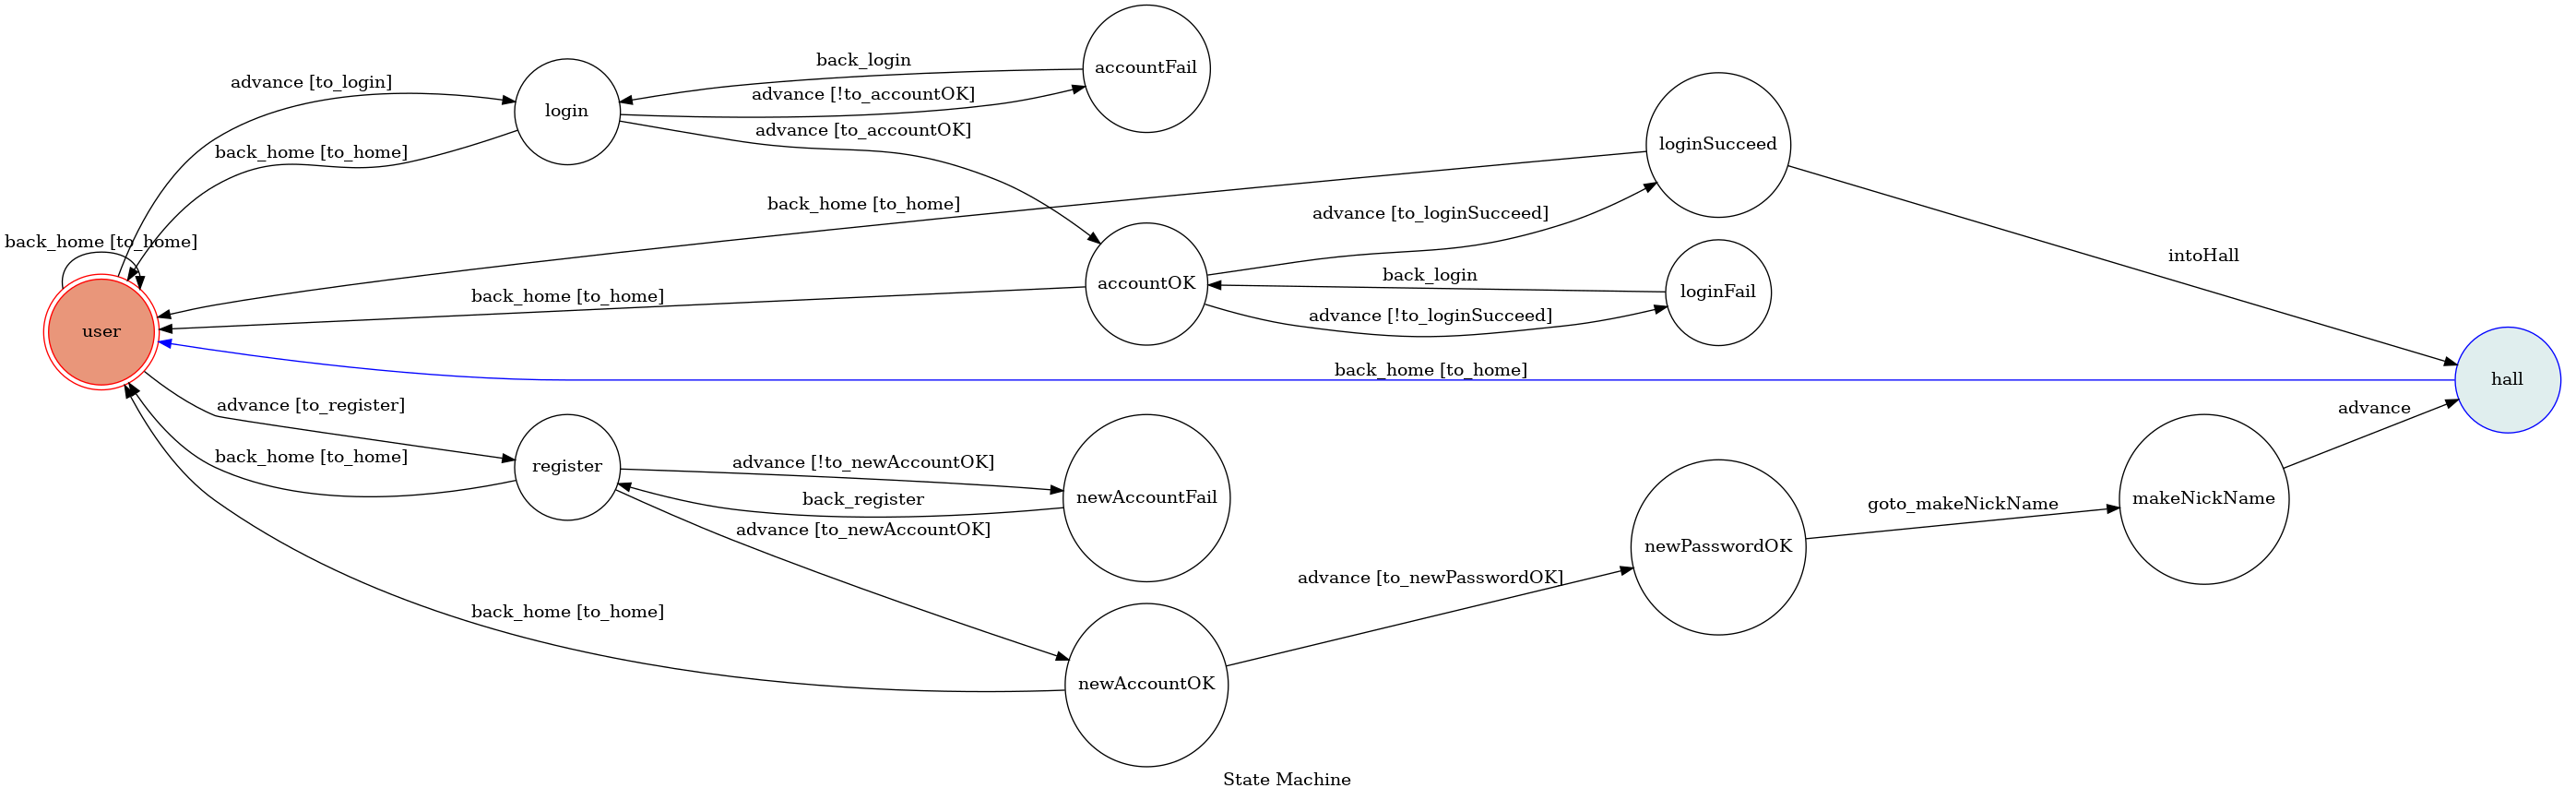 back_login
accountFail
advance [to_login]
advance [!to_accountOK]
login
advance [to_accountOK]
loginSucceed
back_home [to_home]
back_home [to_home]
advance [to_loginSucceed]
back_home [to_home]
intoHall
back_login
accountOK
loginFail
back_home [to_home]
advance [!to_loginSucceed]
user
back_home [to_home]
hall
advance [to_register]
advance
back_home [to_home]
advance [!to_newAccountOK]
register
back_register
newAccountFail
makeNickName
goto_makeNickName
advance [to_newAccountOK]
newPasswordOK
advance [to_newPasswordOK]
back_home [to_home]
newAccountOK
State Machine